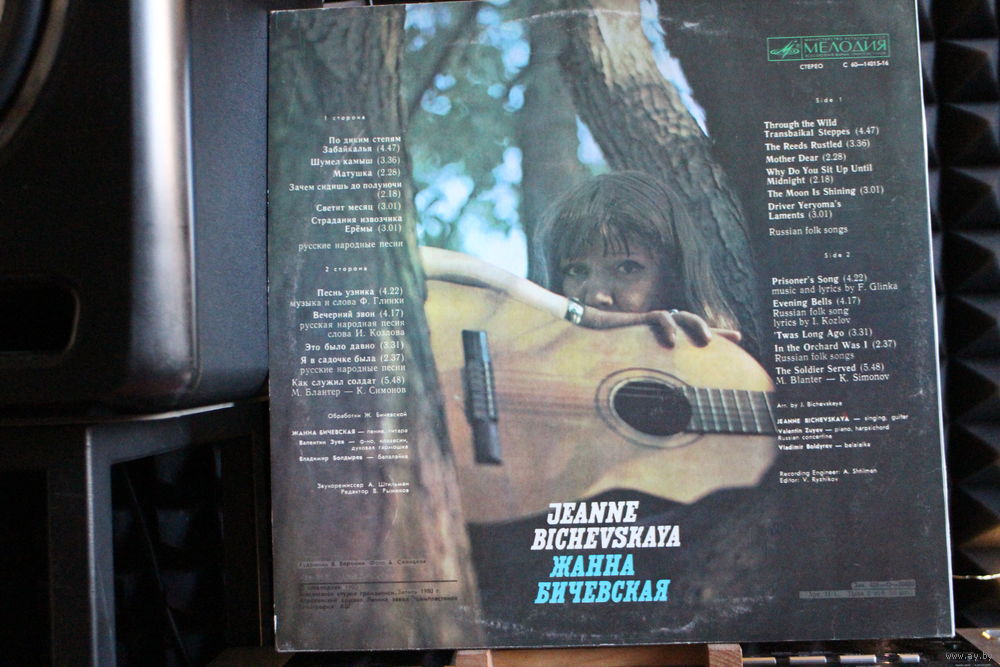 МЕЛОДИЯ
СТЕРЕО С 60—14015-16
1 сторона
По диким степям
Забайкалья (4.47)
Шумел камыш (3.36)
Матушка (2.28)
Зачем сидишь до полуночи
(2.18)
Светит месяц (3.01)
Страдания извозчика
Ерёмы (3.01)
русские народные песни
2 сторона
Песнь узника (4.22)
музыка и слова Ф. Глинки
Вечерний звон (4.17)
русская народная песня
слова И. Козлова
Это было давно (3.31)
Я в садочке была (2.37)
русские народные песни
Как служил солдат (5.48)
М. Блантер — К. Симонов
Обработки Ж. Бичевской
ЖАННА БИЧЕВСКАЯ — пение, гитара
Валентин Зуев — ф-но, клавесин,
духовая гармошка
Владимир Болдырев — балалайка
Звукорежиссер А. Штильман
Редактор В. Рыжиков
Side 1
Through the Wild
Transbaikal Steppes (4.47)
The Reeds Rustled (3.36)
Mother Dear (2.28)
Why Do You Sit Up Until
Midnight (2.18)
The Moon Is Shining (3.01)
Driver Yeryoma's
Laments (3.01)
Russian folk songs
Side 2
Prisoner's Song (4.22)
music and lyrics by F. Glinka
Evening Bells (4.17)
Russian folk song
lyrics by I. Kozlov
'Twas Long Ago (3.31)
In the Orchard Was I (2.37)
Russian folk songs
The Soldier Served (5.48)
M. Blanter — K. Simonov
Arr. by J. Bichevskaya
JEANNE BICHEVSKAYA — singing, guitar
Valentin Zuyev — piano, harpsichord
Russian concertina
Vladimir Boldyrev — balalaika
Recording Engineer: A. Shtilman
Editor: V. Ryzhikov
JEANNE
BICHEVSKAYA
ЖАННА
БИЧЕВСКАЯ
www.ay.by